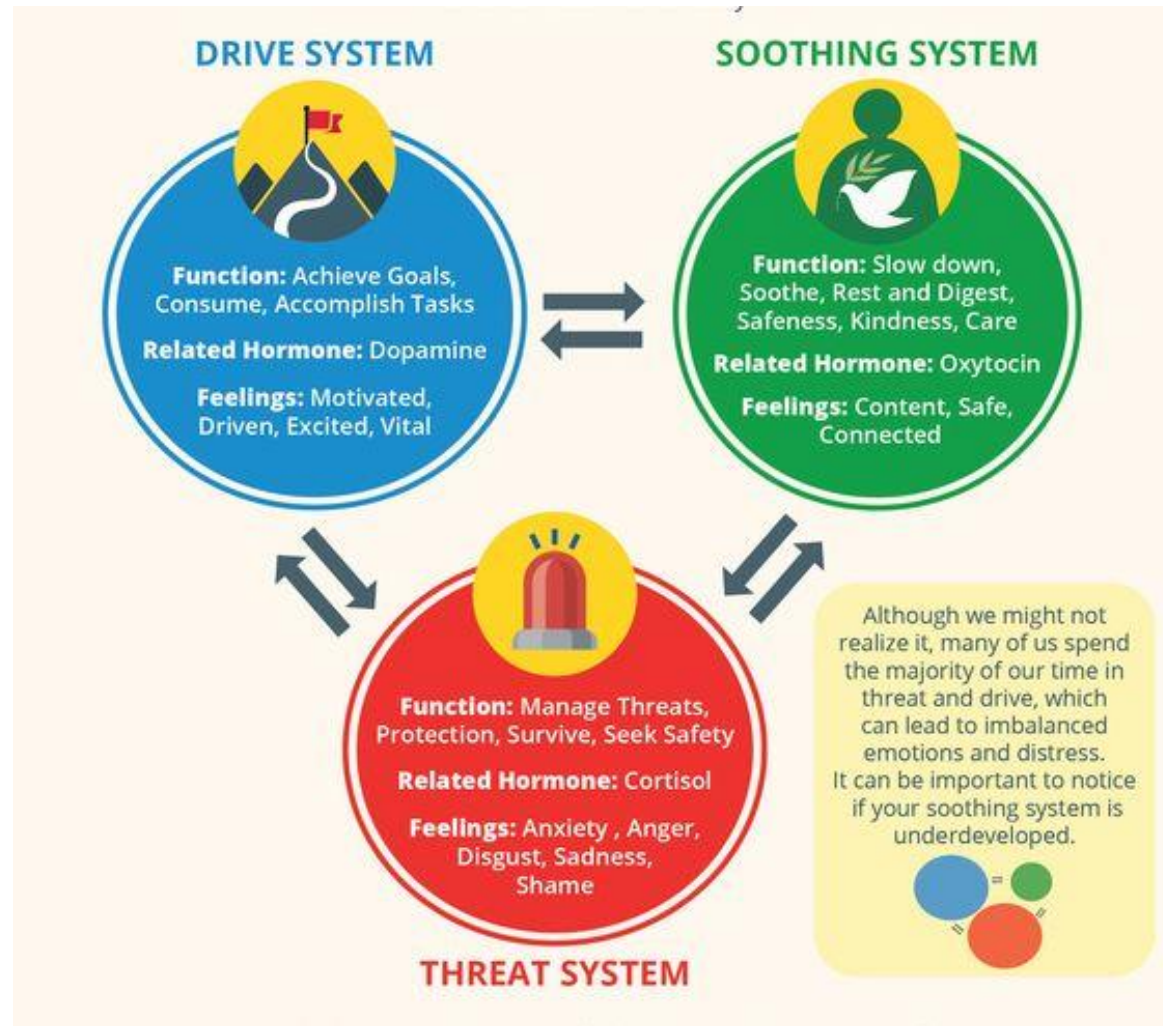 DRIVE SYSTEM
Function: Achieve Goals,
Consume, Accomplish Tasks
Related Hormone: Dopamine
Feelings: Motivated,
Driven, Excited, Vital
SOOTHING SYSTEM
Function: Slow down,
Soothe, Rest and Digest,
Safeness, Kindness, Care
Related Hormone: Oxytocin
Feelings: Content, Safe,
Connected
Function: Manage Threats,
Protection, Survive, Seek Safety
Related Hormone: Cortisol
Feelings: Anxiety , Anger,
Disgust, Sadness,
Shame
THREAT SYSTEM
Although we might not
realize it, many of us spend
the majority of our time in
threat and drive, which
can lead to imbalanced
emotions and distress.
It can be important to notice
if your soothing system is
underdeveloped.